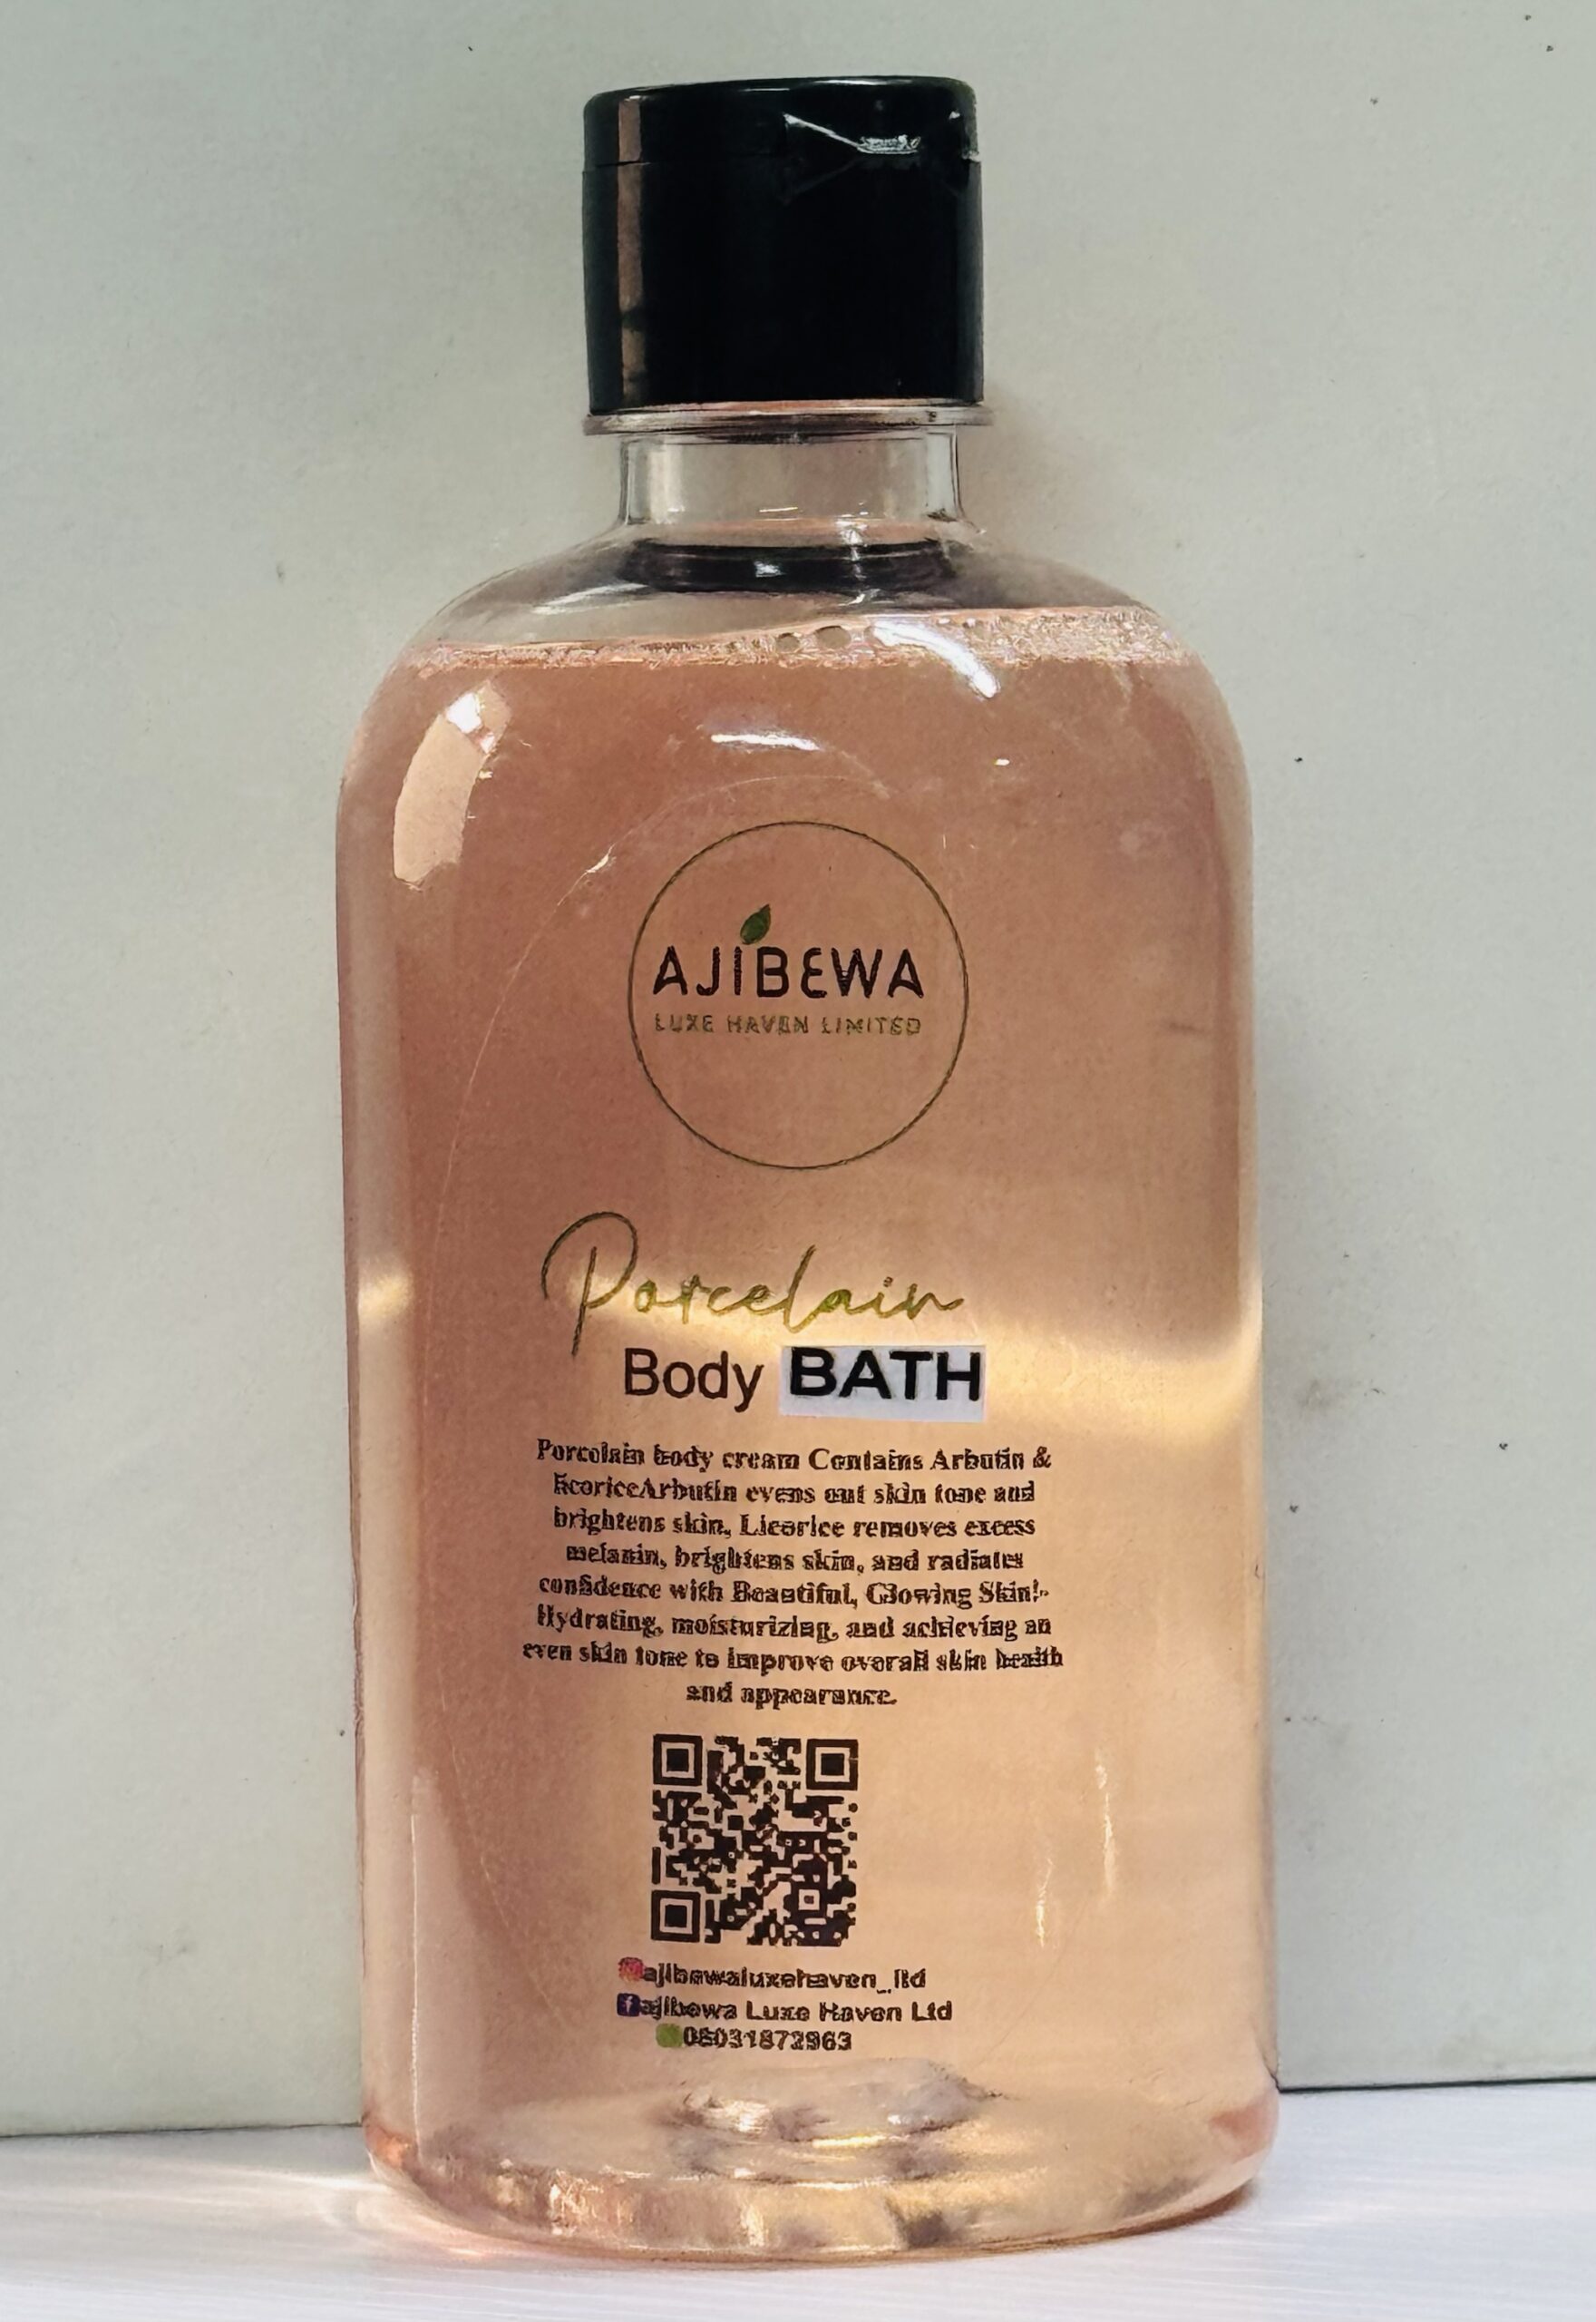 AJIBEWA
LUXE HAVEN LIMITED
Porcelain
Body BATH
Porcelain body cream Contains Arbutin &
licoriceArbutin evens out skin tone and
brightens skin, Licorice removes excess
melanin, brightens skin, and radiates
confidence with Beautiful, Glowing Skin!-
Hydrating, moisturizing, and achieving an
even skin tone to improve overall skin health
and appearance.
ajibewaluxehaven_ltd
ajibewa Luxe Haven Ltd